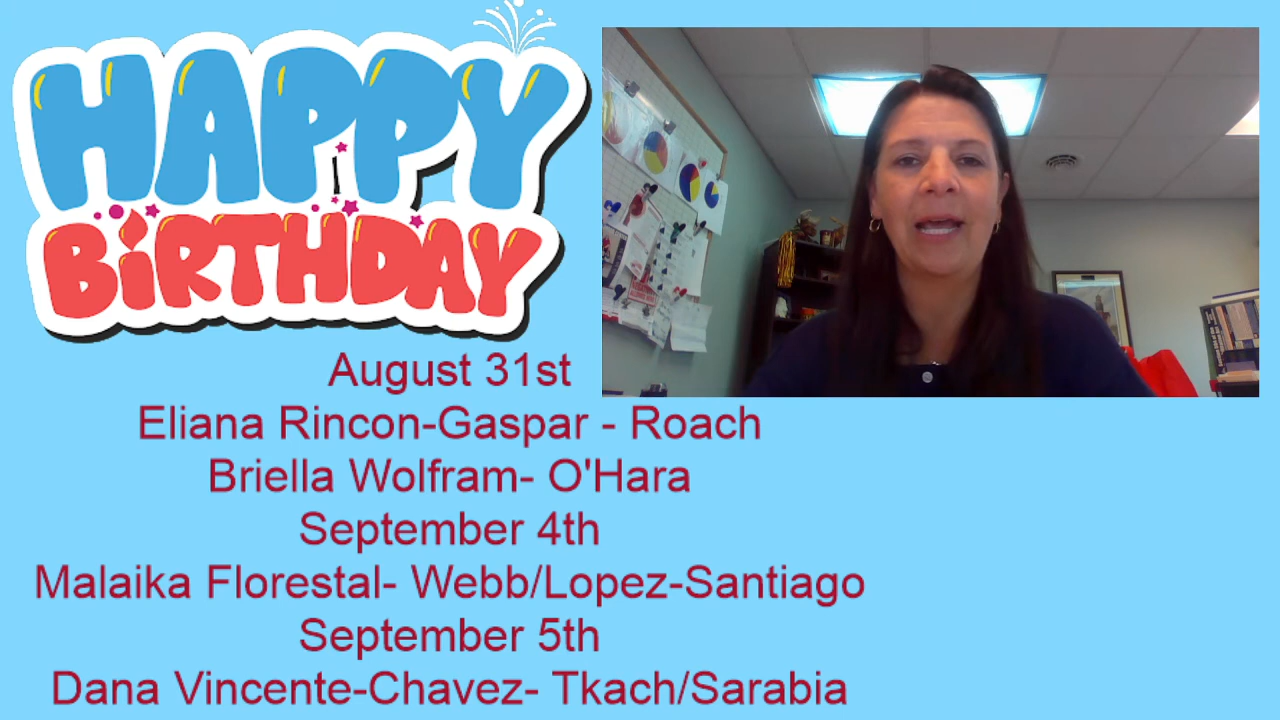 HAPPY
BiRTHDAY
August 31st
Eliana Rincon-Gaspar - Roach
Briella Wolfram- O'Hara
September 4th
Malaika Florestal- Webb/Lopez-Santiago
September 5th
Dana Vincente-Chavez- Tkach/Sarabia